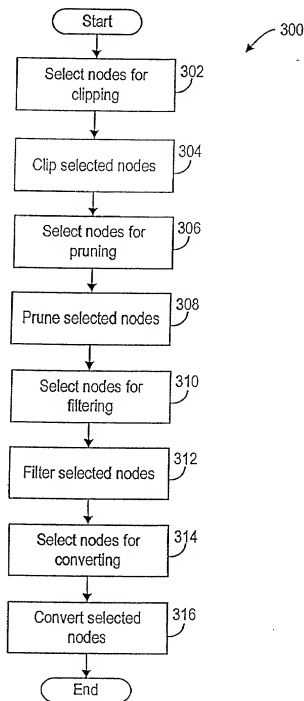 Start
300
Select nodes for
clipping
302
Clip selected nodes
304
Select nodes for
pruning
306
Prune selected nodes
308
Select nodes for
filtering
310
Filter selected nodes
312
Select nodes for
converting
314
Convert selected
nodes
316
End